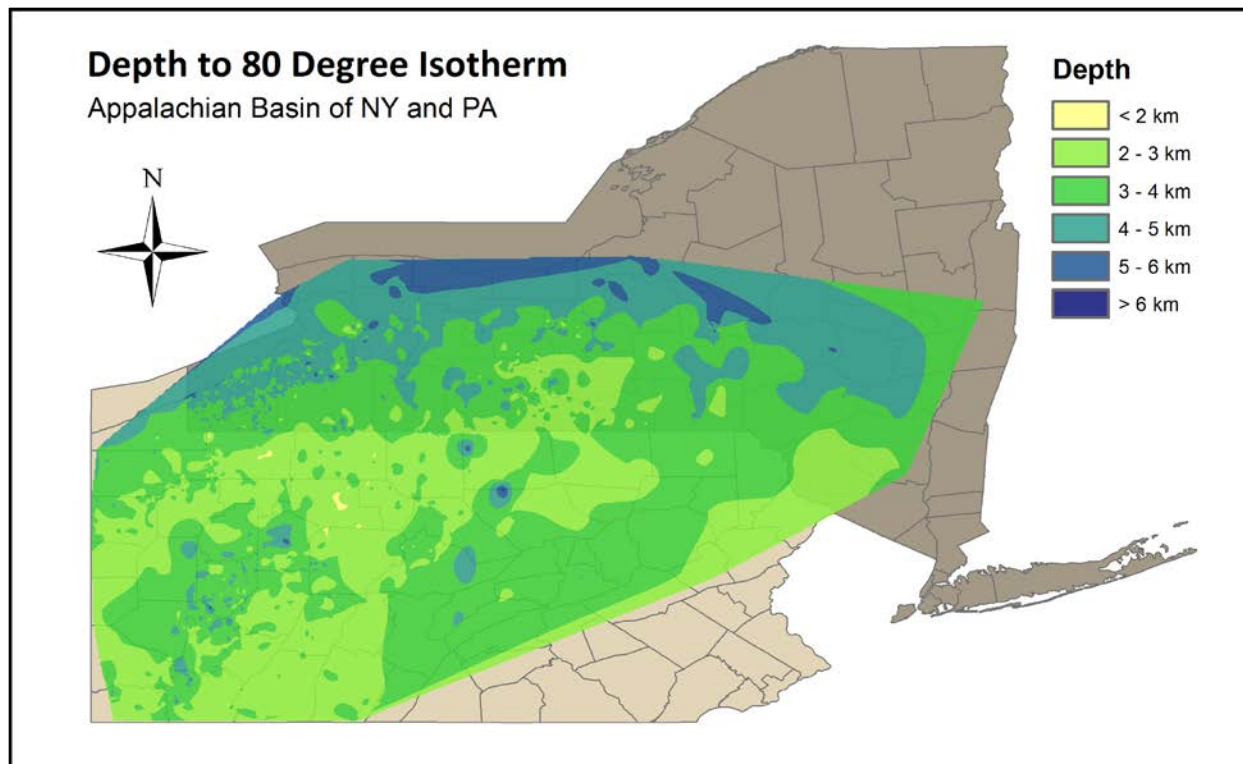 Depth to 80 Degree Isotherm
Appalachian Basin of NY and PA
N
Depth
< 2 km
2 - 3 km
3 - 4 km
4 - 5 km
5 - 6 km
> 6 km